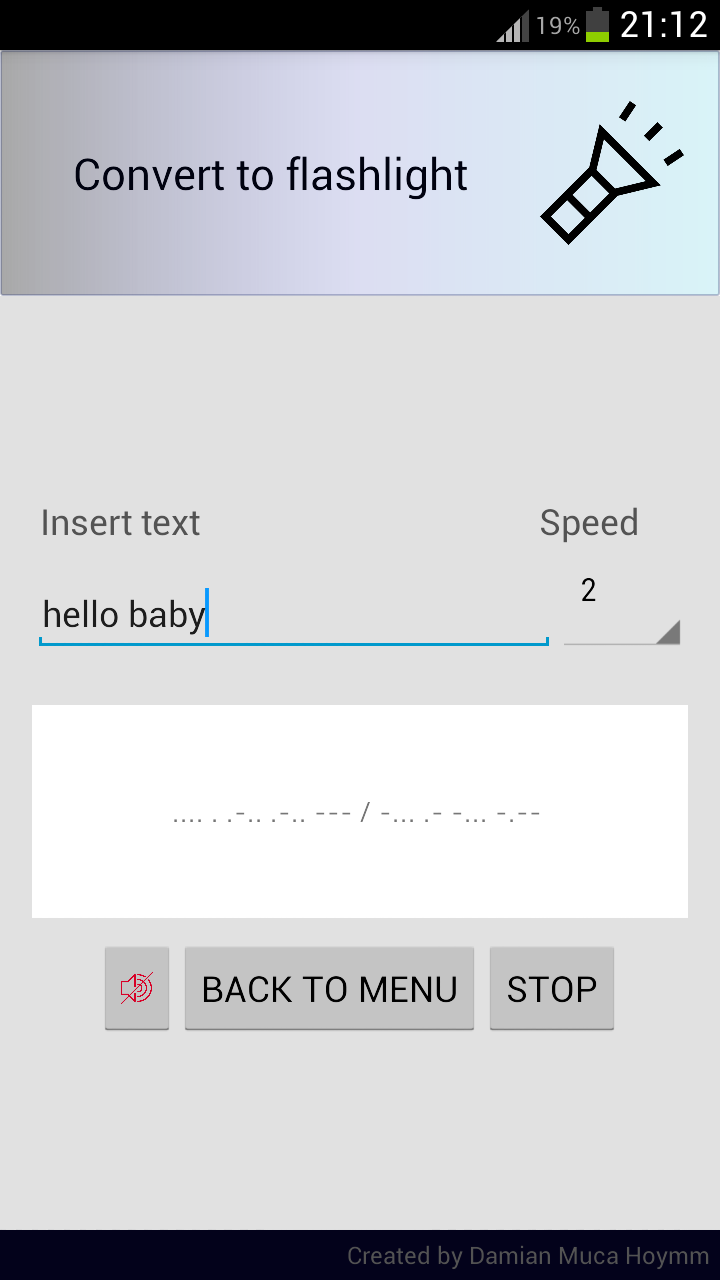 19% 21:12
Convert to flashlight
Insert text Speed
hello baby 2
.... . .-.. .-.. --- / -... .- -... -.--
BACK TO MENU STOP
Created by Damian Muca Hoymm